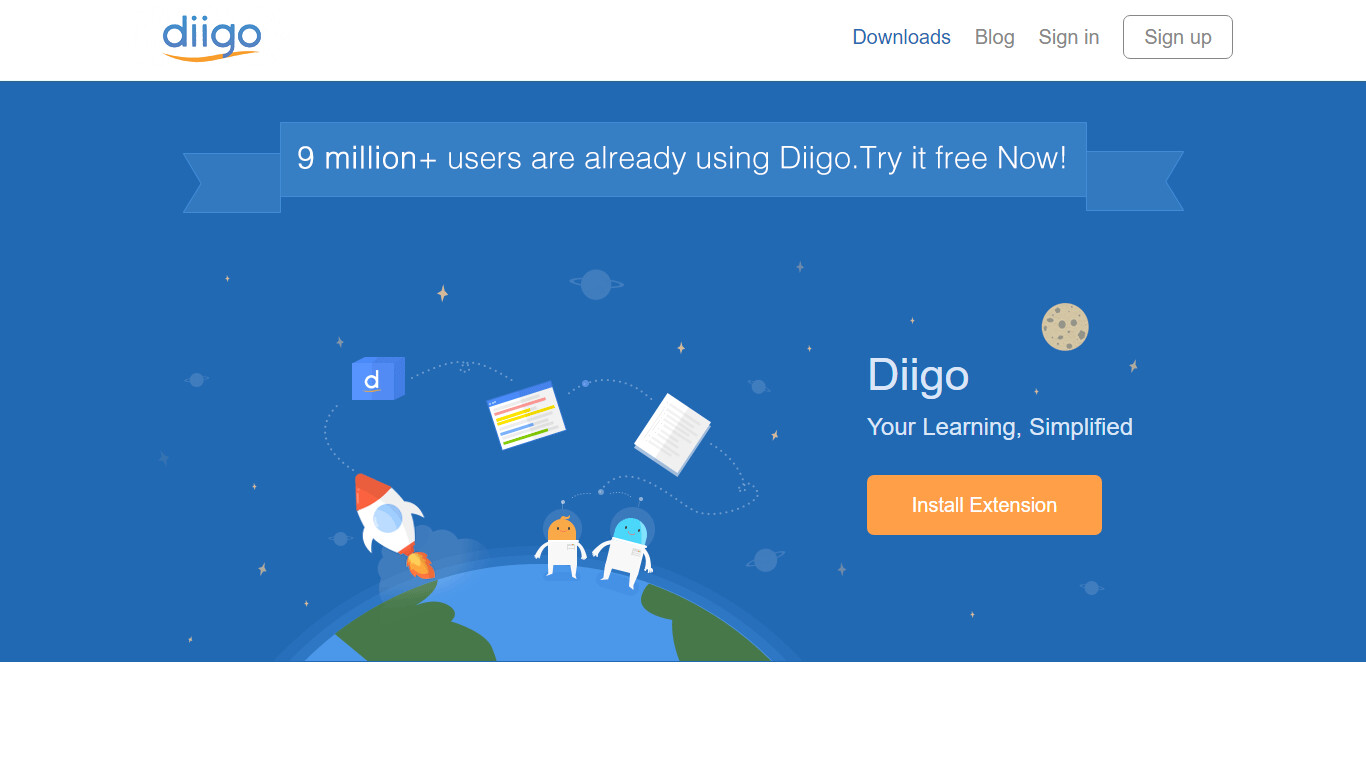 diigo
Downloads Blog Sign in Sign up
9 million+ users are already using Diigo.Try it free Now!
d
Diigo
Your Learning, Simplified
Install Extension